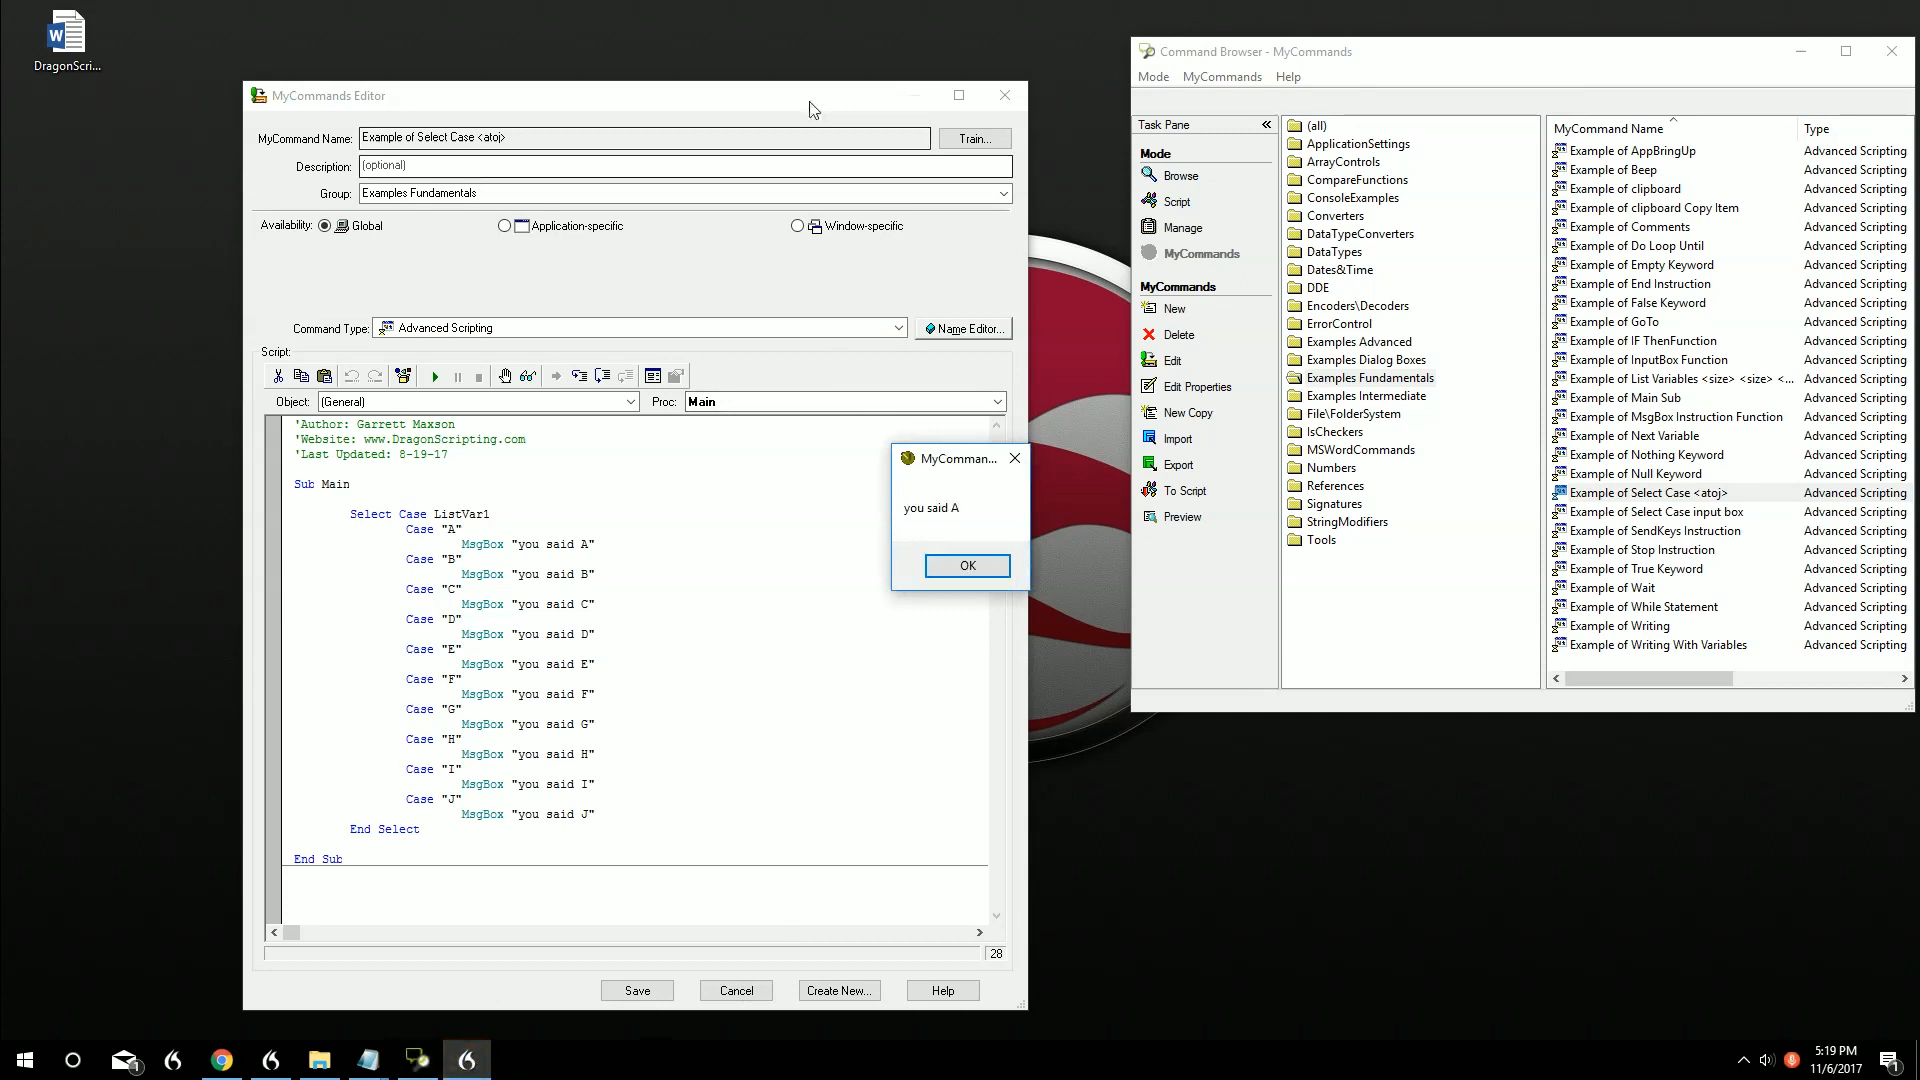 DragonScri...
MyCommands Editor
MyCommand Name:
Example of Select Case <atoj>
Train...
Description:
(optional)
Group:
Examples Fundamentals
Availability:
Global
Application-specific
Window-specific
Command Type:
Advanced Scripting
Name Editor...
Script:
Object:
(General)
Proc:
Main
'Author: Garrett Maxson
'Website: www.DragonScripting.com
'Last Updated: 8-19-17
Sub Main
Select Case ListVar1
Case "A"
MsgBox "you said A"
Case "B"
MsgBox "you said B"
Case "C"
MsgBox "you said C"
Case "D"
MsgBox "you said D"
Case "E"
MsgBox "you said E"
Case "F"
MsgBox "you said F"
Case "G"
MsgBox "you said G"
Case "H"
MsgBox "you said H"
Case "I"
MsgBox "you said I"
Case "J"
MsgBox "you said J"
End Select
End Sub
28
Save
Cancel
Create New...
Help
MyComman...
you said A
OK
Command Browser - MyCommands
Mode
MyCommands
Help
Task Pane
Mode
Browse
Script
Manage
MyCommands
MyCommands
New
Delete
Edit
Edit Properties
New Copy
Import
Export
To Script
Preview
(all)
ApplicationSettings
ArrayControls
CompareFunctions
ConsoleExamples
Converters
DataTypeConverters
DataTypes
Dates&Time
DDE
Encoders\Decoders
ErrorControl
Examples Advanced
Examples Dialog Boxes
Examples Fundamentals
Examples Intermediate
File\FolderSystem
IsCheckers
MSWordCommands
Numbers
References
Signatures
StringModifiers
Tools
MyCommand Name Type
Example of AppBringUp Advanced Scripting
Example of Beep Advanced Scripting
Example of clipboard Advanced Scripting
Example of clipboard Copy Item Advanced Scripting
Example of Comments Advanced Scripting
Example of Do Loop Until Advanced Scripting
Example of Empty Keyword Advanced Scripting
Example of End Instruction Advanced Scripting
Example of False Keyword Advanced Scripting
Example of GoTo Advanced Scripting
Example of IF ThenFunction Advanced Scripting
Example of InputBox Function Advanced Scripting
Example of List Variables <size> <size> <... Advanced Scripting
Example of Main Sub Advanced Scripting
Example of MsgBox Instruction Function Advanced Scripting
Example of Next Variable Advanced Scripting
Example of Nothing Keyword Advanced Scripting
Example of Null Keyword Advanced Scripting
Example of Select Case <atoj> Advanced Scripting
Example of Select Case input box Advanced Scripting
Example of SendKeys Instruction Advanced Scripting
Example of Stop Instruction Advanced Scripting
Example of True Keyword Advanced Scripting
Example of Wait Advanced Scripting
Example of While Statement Advanced Scripting
Example of Writing Advanced Scripting
Example of Writing With Variables Advanced Scripting
5:19 PM
11/6/2017